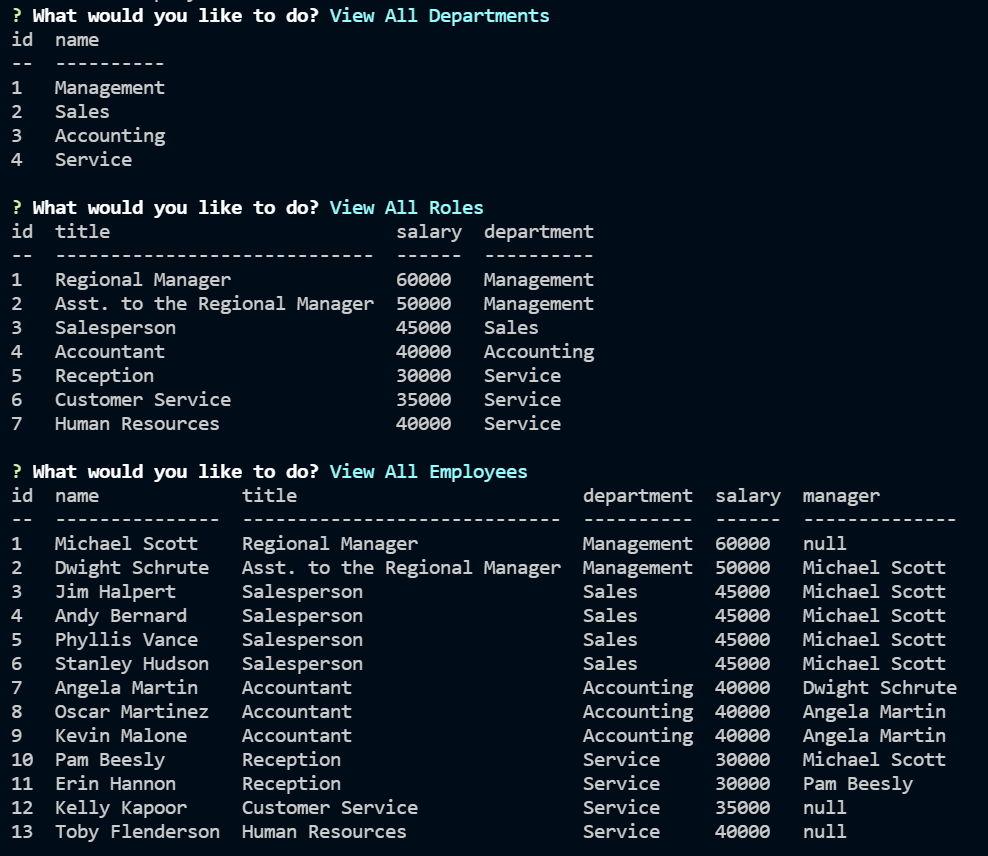 ? What would you like to do? View All Departments
id  name
--  ----------
1   Management
2   Sales
3   Accounting
4   Service
? What would you like to do? View All Roles
id  title                          salary  department
--  -----------------------------  ------  ----------
1   Regional Manager               60000   Management
2   Asst. to the Regional Manager  50000   Management
3   Salesperson                    45000   Sales
4   Accountant                     40000   Accounting
5   Reception                      30000   Service
6   Customer Service               35000   Service
7   Human Resources                40000   Service
? What would you like to do? View All Employees
id  name             title                          department  salary  manager
--  ---------------  -----------------------------  ----------  ------  --------------
1   Michael Scott    Regional Manager               Management  60000   null
2   Dwight Schrute   Asst. to the Regional Manager  Management  50000   Michael Scott
3   Jim Halpert      Salesperson                    Sales       45000   Michael Scott
4   Andy Bernard     Salesperson                    Sales       45000   Michael Scott
5   Phyllis Vance    Salesperson                    Sales       45000   Michael Scott
6   Stanley Hudson   Salesperson                    Sales       45000   Michael Scott
7   Angela Martin    Accountant                     Accounting  40000   Dwight Schrute
8   Oscar Martinez   Accountant                     Accounting  40000   Angela Martin
9   Kevin Malone     Accountant                     Accounting  40000   Angela Martin
10  Pam Beesly       Reception                      Service     30000   Michael Scott
11  Erin Hannon      Reception                      Service     30000   Pam Beesly
12  Kelly Kapoor     Customer Service               Service     35000   null
13  Toby Flenderson  Human Resources                Service     40000   null